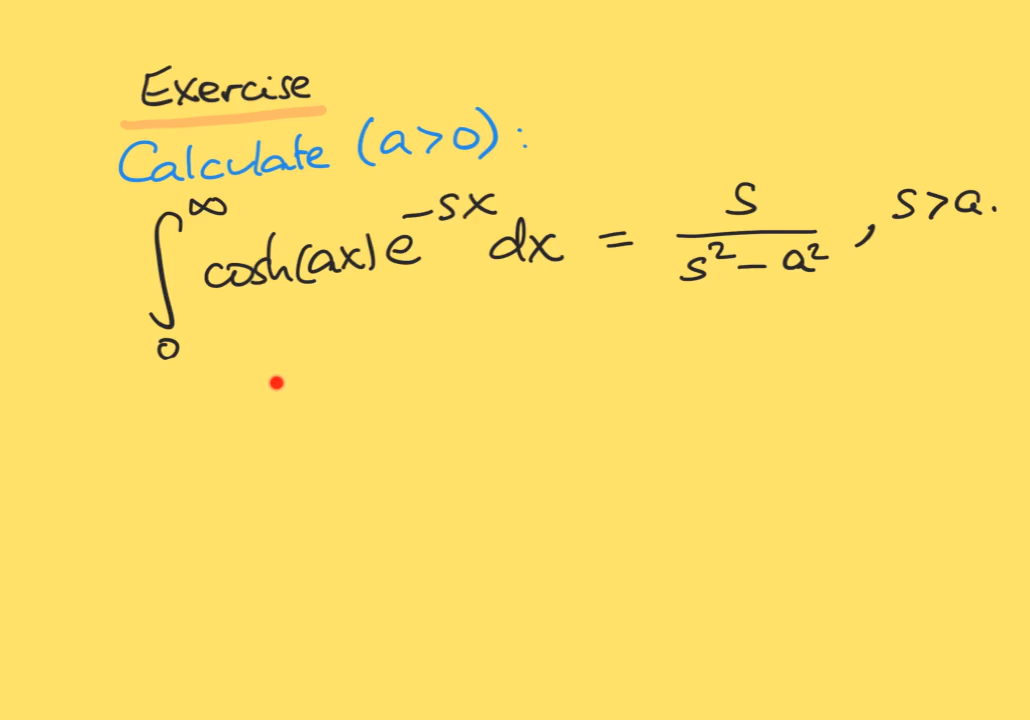 Exercise
Calculate (a>0):
∫₀^∞ cosh(ax) e^{-sx} dx = s/(s²-a²), s>a.